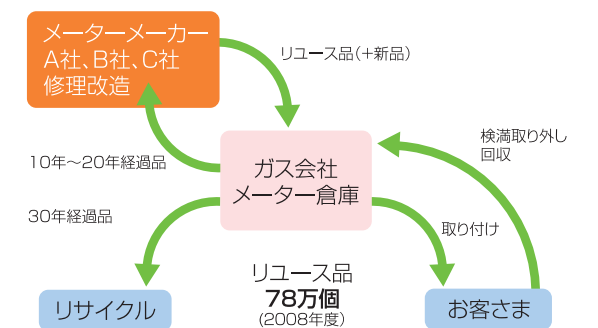 メーターメーカー
A社、B社、C社
修理改造
リユース品(+新品)
検満取り外し
回収
10年~20年経過品
ガス会社
メーター倉庫
30年経過品
取り付け
リユース品
78万個
(2008年度)
リサイクル
お客さま